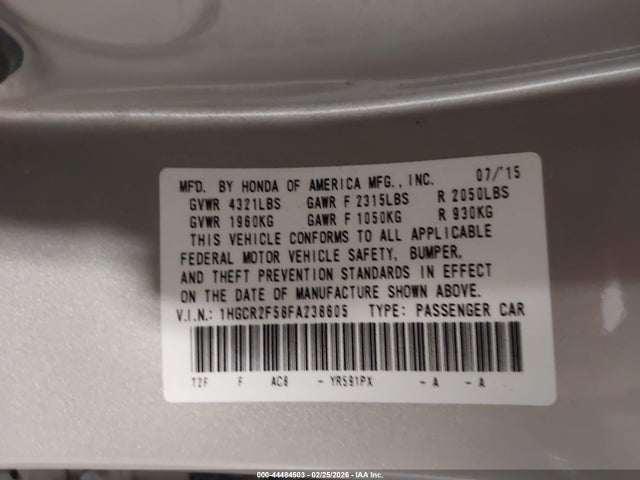 MFD. BY HONDA OF AMERICA MFG., INC. 07/'15
GVWR 4321LBS GAWR F 2315LBS R 2050LBS
GVWR 1960KG GAWR F 1050KG R 930KG
THIS VEHICLE CONFORMS TO ALL APPLICABLE
FEDERAL MOTOR VEHICLE SAFETY, BUMPER,
AND THEFT PREVENTION STANDARDS IN EFFECT
ON THE DATE OF MANUFACTURE SHOWN ABOVE.
V.I.N.: 1HGCR2F58FA238605 TYPE: PASSENGER CAR
T2F F AC8 - YR591PX - A - A
000-44484503 - 02/25/2026 - IAA Inc.